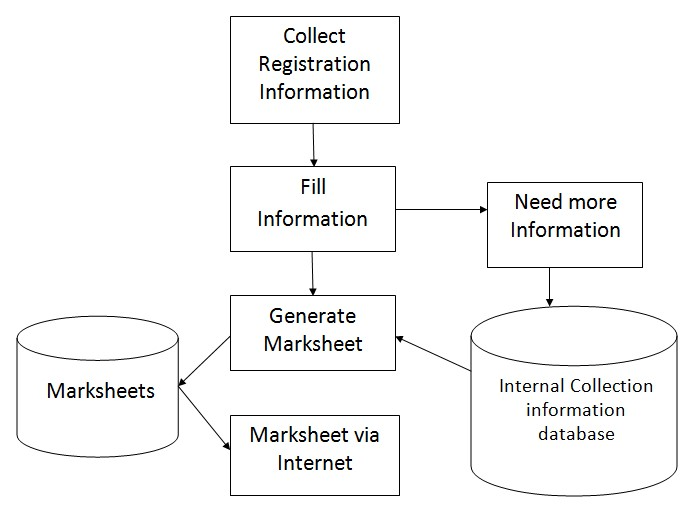 Collect
Registration
Information
Fill
Information
Need more
Information
Generate
Marksheet
Marksheets
Internal Collection
information
database
Marksheet via
Internet